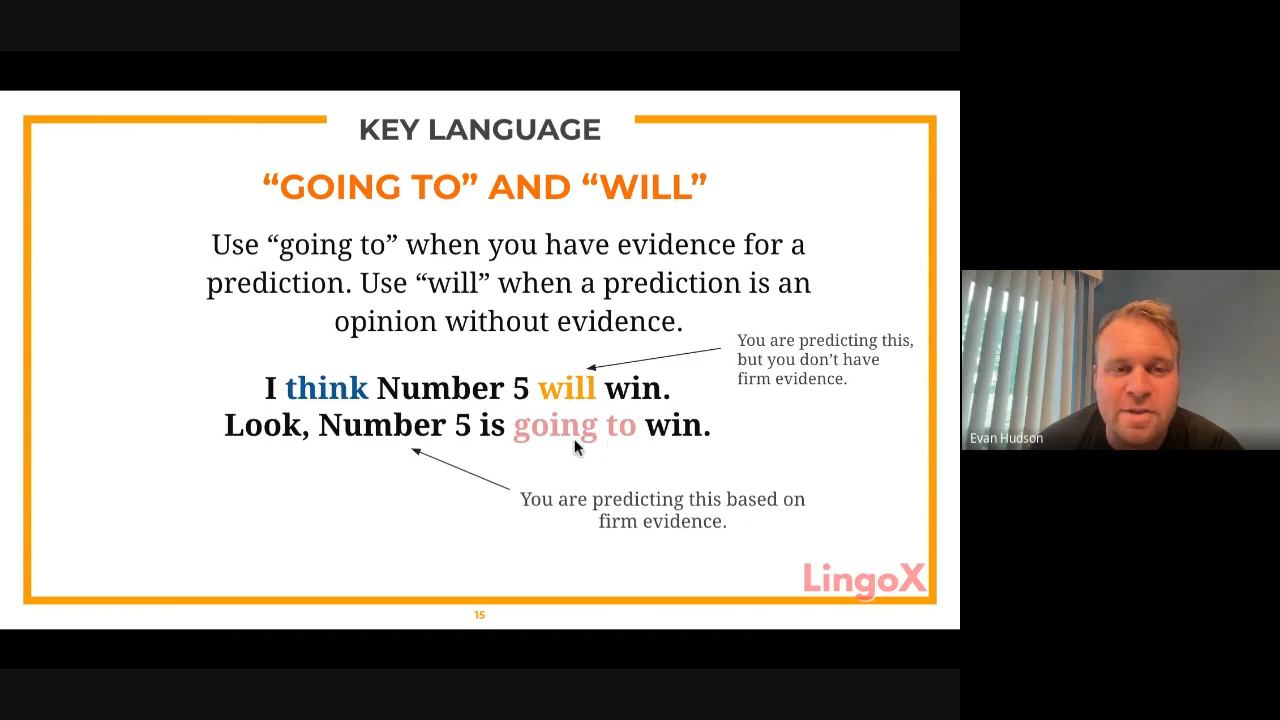 KEY LANGUAGE
“GOING TO” AND “WILL”
Use “going to” when you have evidence for a
prediction. Use “will” when a prediction is an
opinion without evidence.
You are predicting this,
but you don’t have
firm evidence.
I think Number 5 will win.
Look, Number 5 is going to win.
You are predicting this based on
firm evidence.
LingoX
15
Evan Hudson